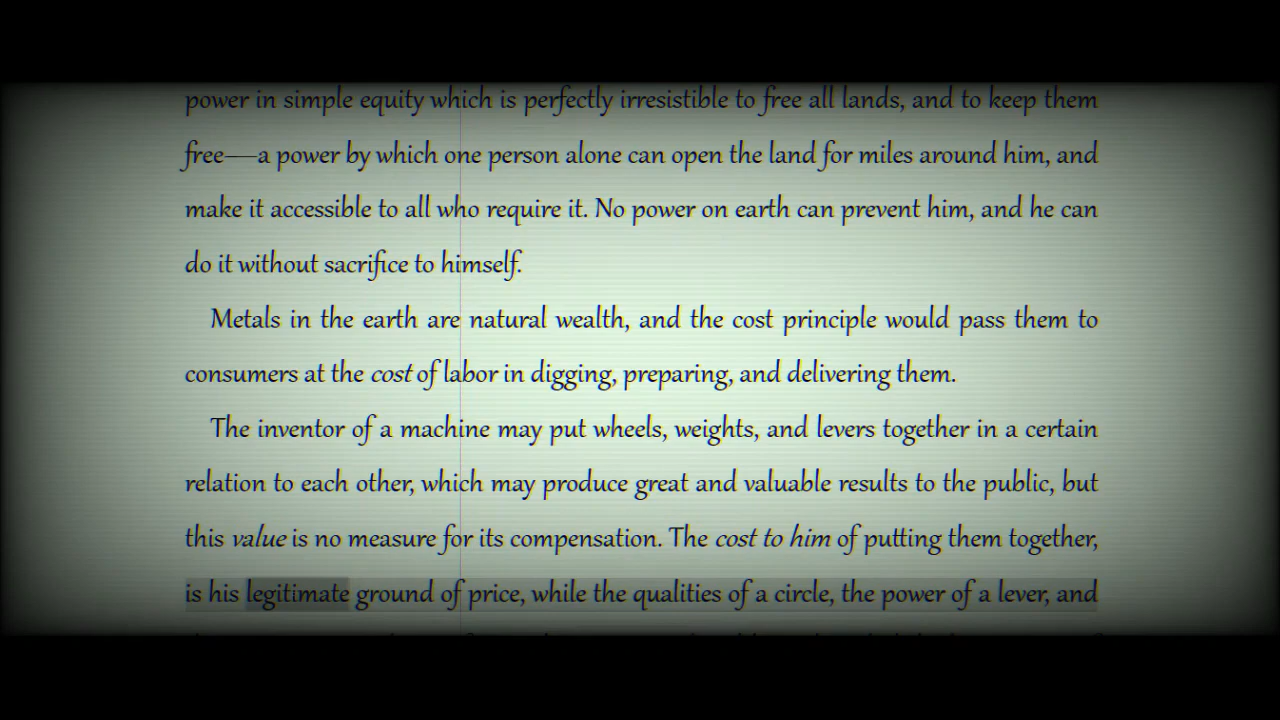 power in simple equity which is perfectly irresistible to free all lands, and to keep them
free—a power by which one person alone can open the land for miles around him, and
make it accessible to all who require it. No power on earth can prevent him, and he can
do it without sacrifice to himself.
Metals in the earth are natural wealth, and the cost principle would pass them to
consumers at the cost of labor in digging, preparing, and delivering them.
The inventor of a machine may put wheels, weights, and levers together in a certain
relation to each other, which may produce great and valuable results to the public, but
this value is no measure for its compensation. The cost to him of putting them together,
is his legitimate ground of price, while the qualities of a circle, the power of a lever, and